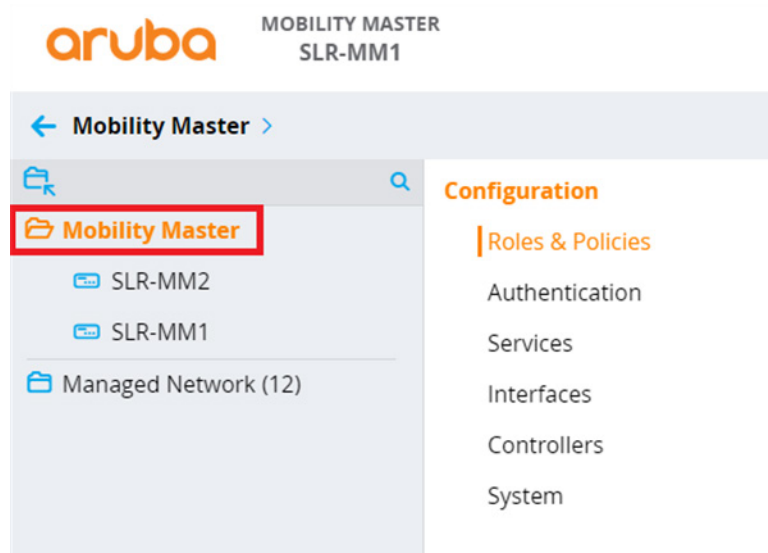 aruba
MOBILITY MASTER
SLR-MM1
Mobility Master >
Mobility Master
SLR-MM2
SLR-MM1
Managed Network (12)
Configuration
Roles & Policies
Authentication
Services
Interfaces
Controllers
System